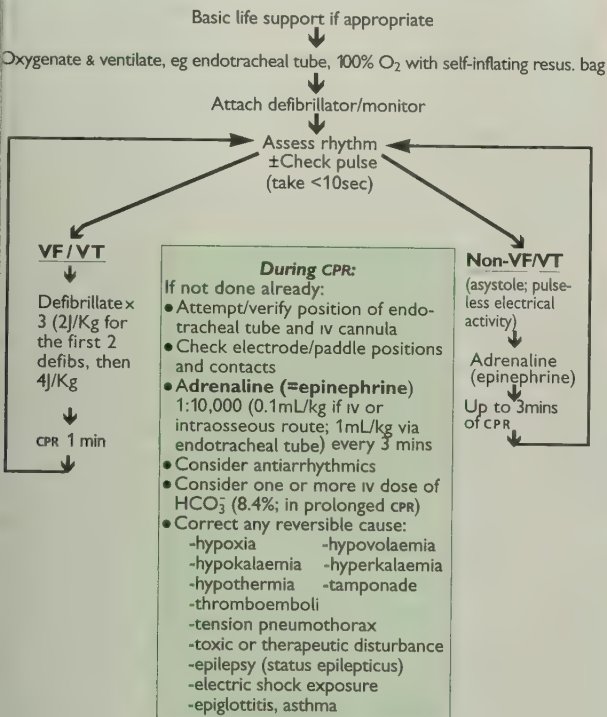 Basic life support if appropriate
Oxygenate & ventilate, eg endotracheal tube, 100% O₂ with self-inflating resus. bag
Attach defibrillator/monitor
Assess rhythm
±Check pulse
(take <10sec)
VF/VT
Defibrillate x
3 (2J/Kg for
the first 2
defibs, then
4J/Kg
CPR 1 min
During CPR:
If not done already:
• Attempt/verify position of endo-
tracheal tube and IV cannula
• Check electrode/paddle positions
and contacts
• Adrenaline (=epinephrine)
1:10,000 (0.1mL/kg if IV or
intraosseous route; 1mL/kg via
endotracheal tube) every 3 mins
• Consider antiarrhythmics
• Consider one or more IV dose of
HCO₃⁻ (8.4%; in prolonged CPR)
• Correct any reversible cause:
-hypoxia -hypovolaemia
-hypokalaemia -hyperkalaemia
-hypothermia -tamponade
-thromboemboli
-tension pneumothorax
-toxic or therapeutic disturbance
-epilepsy (status epilepticus)
-electric shock exposure
-epiglottitis, asthma
Non-VF/VT
(asystole; pulse-
less electrical
activity)
Adrenaline
(epinephrine)
Up to 3mins
of CPR